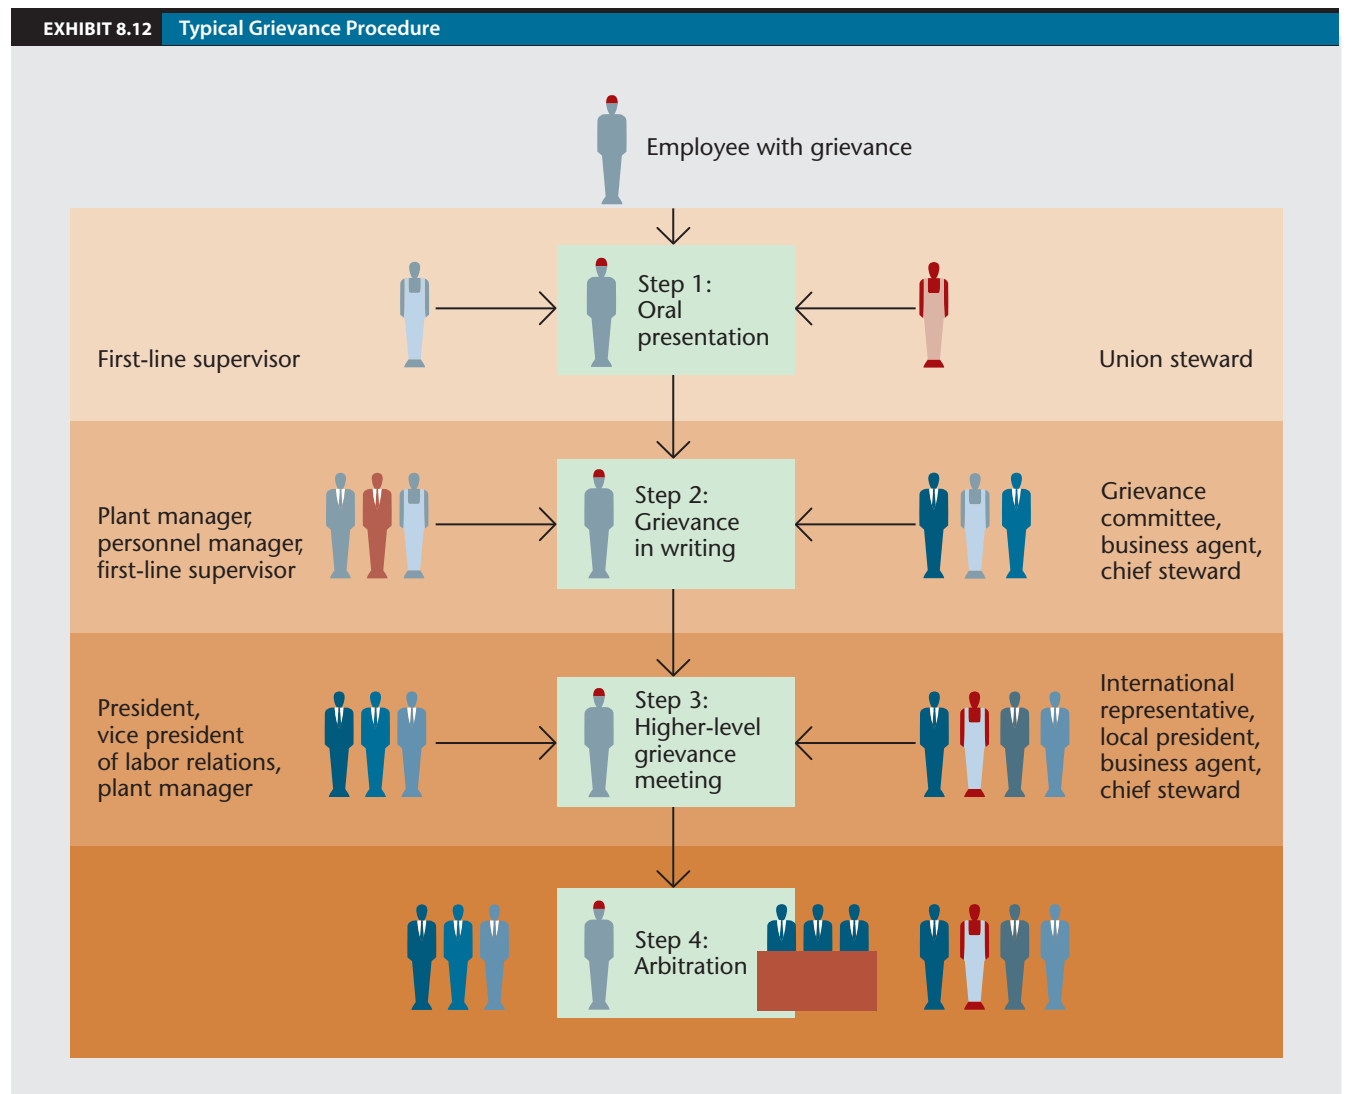 EXHIBIT 8.12 Typical Grievance Procedure
Employee with grievance
First-line supervisor
Step 1:
Oral
presentation
Union steward
Plant manager,
personnel manager,
first-line supervisor
Step 2:
Grievance
in writing
Grievance
committee,
business agent,
chief steward
President,
vice president
of labor relations,
plant manager
Step 3:
Higher-level
grievance
meeting
International
representative,
local president,
business agent,
chief steward
Step 4:
Arbitration